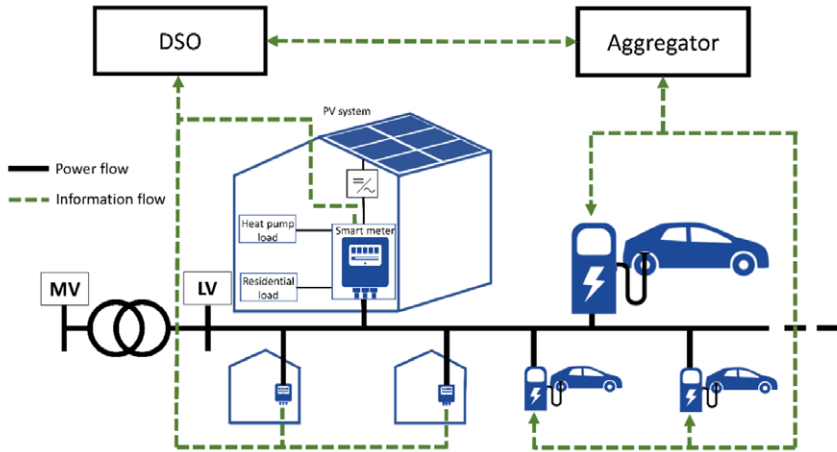 DSO
Aggregator
PV system
Power flow
Information flow
=/~
Heat pump
load
Smart meter
Residential
load
MV
LV